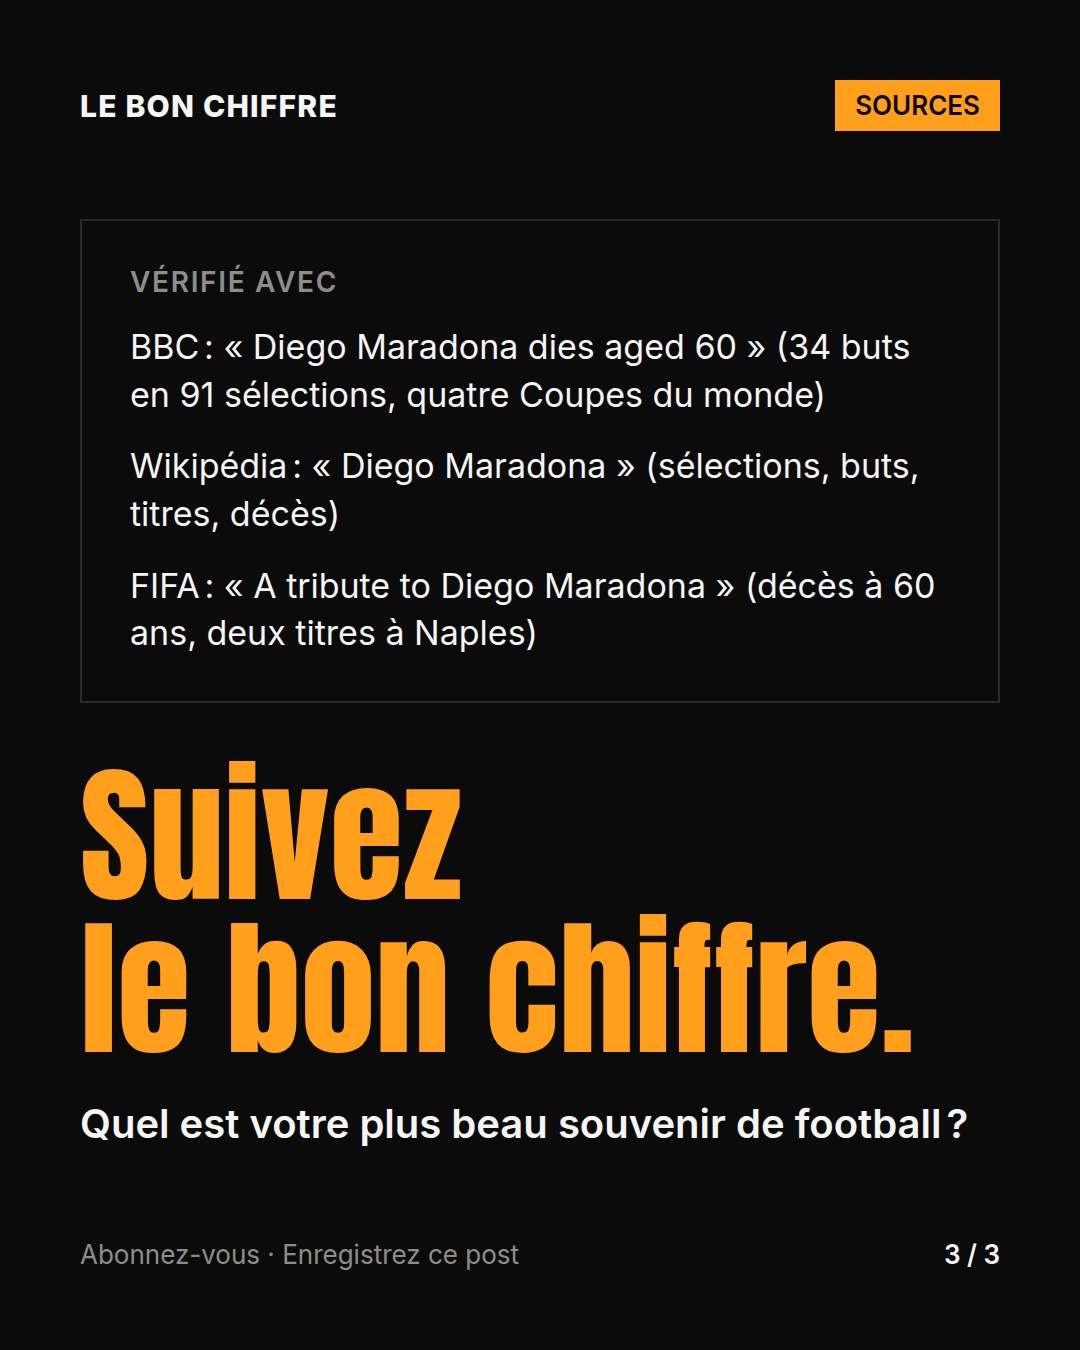 LE BON CHIFFRE
SOURCES
VÉRIFIÉ AVEC
BBC : « Diego Maradona dies aged 60 » (34 buts
en 91 sélections, quatre Coupes du monde)
Wikipédia : « Diego Maradona » (sélections, buts,
titres, décès)
FIFA : « A tribute to Diego Maradona » (décès à 60
ans, deux titres à Naples)
Suivez
le bon chiffre.
Quel est votre plus beau souvenir de football ?
Abonnez-vous · Enregistrez ce post
3 / 3